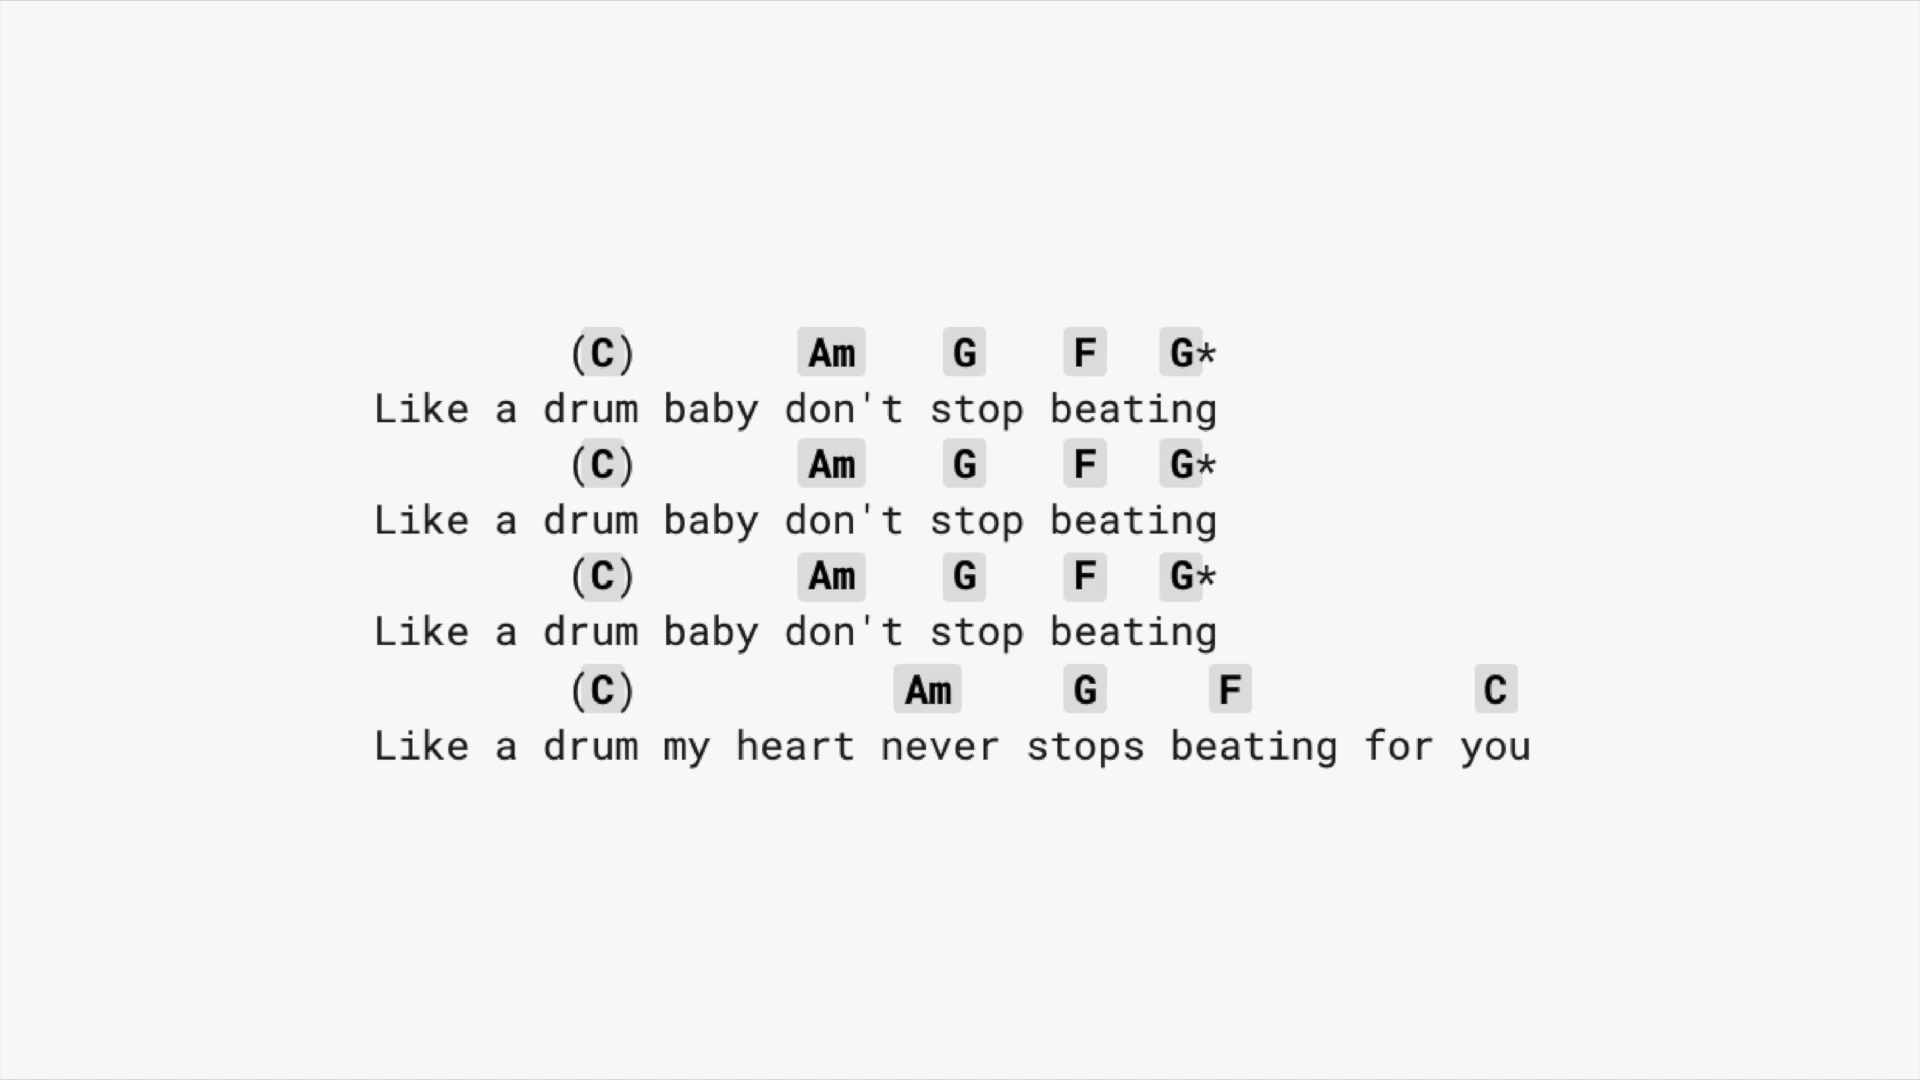 (C) Am G F G*
Like a drum baby don't stop beating
(C) Am G F G*
Like a drum baby don't stop beating
(C) Am G F G*
Like a drum baby don't stop beating
(C) Am G F C
Like a drum my heart never stops beating for you